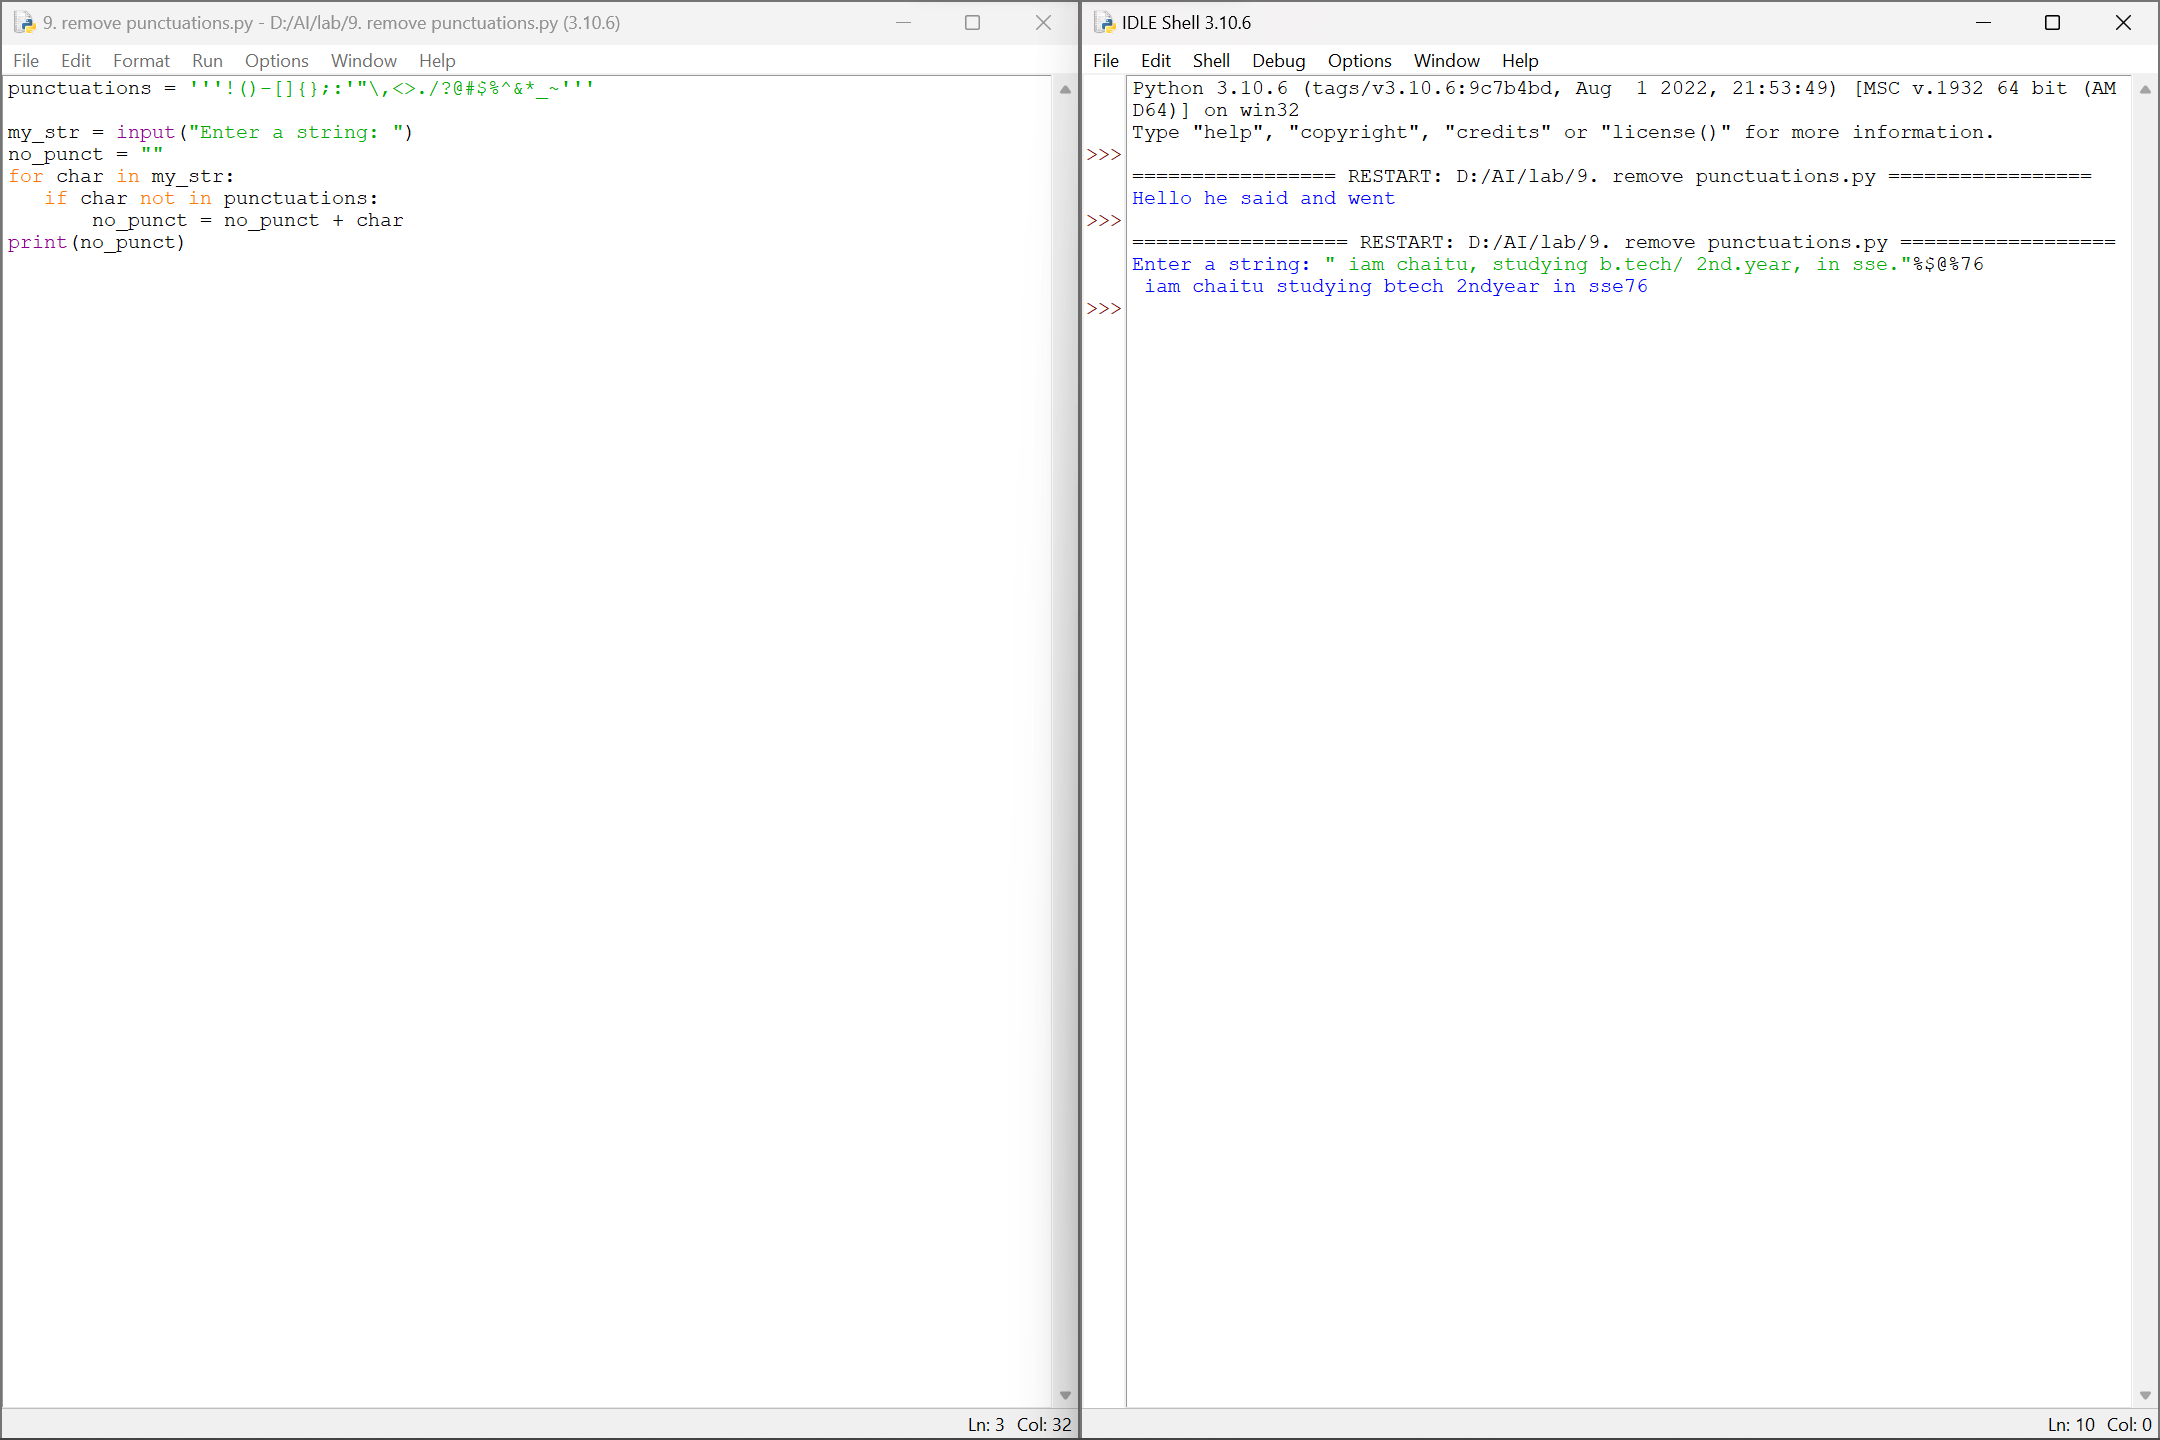 9. remove punctuations.py - D:/AI/lab/9. remove punctuations.py (3.10.6)
File Edit Format Run Options Window Help
punctuations = '''!()-[]{};:'"\,<>./?@#$%^&*_~'''
my_str = input("Enter a string: ")
no_punct = ""
for char in my_str:
   if char not in punctuations:
       no_punct = no_punct + char
print(no_punct)
Ln: 3 Col: 32
IDLE Shell 3.10.6
File Edit Shell Debug Options Window Help
Python 3.10.6 (tags/v3.10.6:9c7b4bd, Aug  1 2022, 21:53:49) [MSC v.1932 64 bit (AM
D64)] on win32
Type "help", "copyright", "credits" or "license()" for more information.
>>>
================= RESTART: D:/AI/lab/9. remove punctuations.py =================
Hello he said and went
>>>
================== RESTART: D:/AI/lab/9. remove punctuations.py ==================
Enter a string: " iam chaitu, studying b.tech/ 2nd.year, in sse."%$@%76
 iam chaitu studying btech 2ndyear in sse76
>>>
Ln: 10 Col: 0